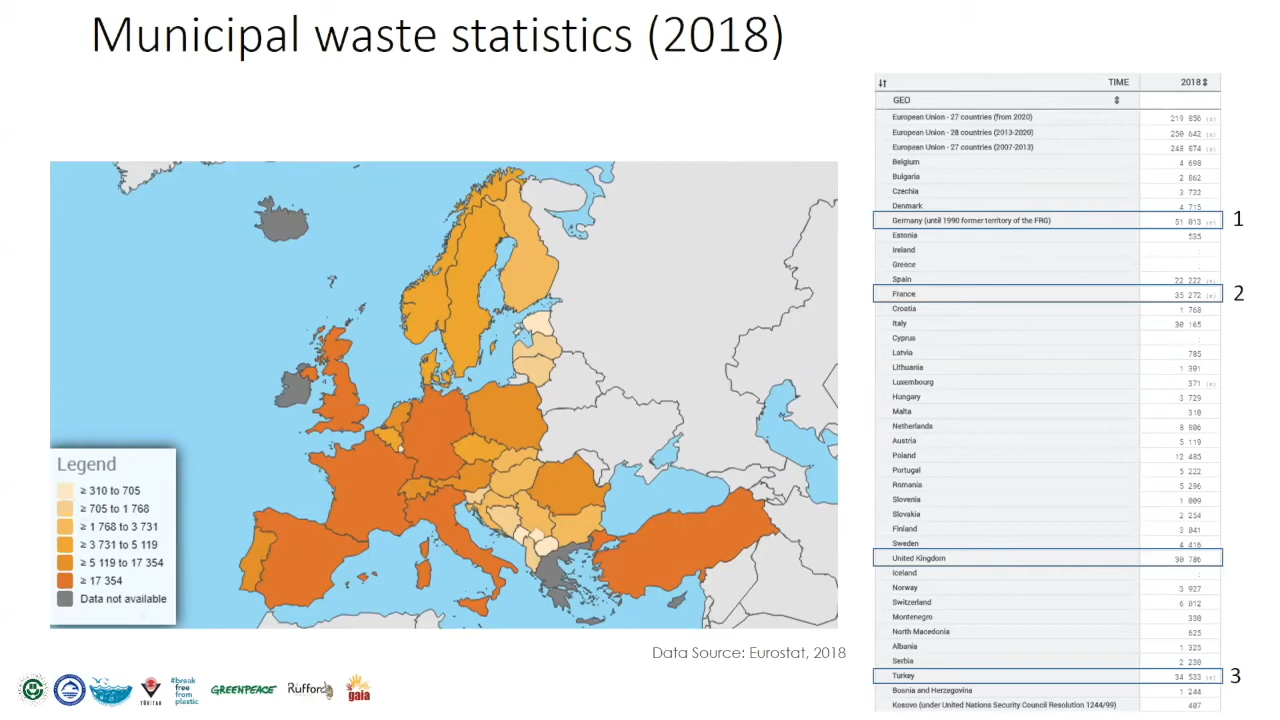 Municipal waste statistics (2018)
TIME 2018
GEO
European Union - 27 countries (from 2020) 219 856 (s)
European Union - 28 countries (2013-2020) 250 642 (s)
European Union - 27 countries (2007-2013) 248 874 (s)
Belgium 4 698
Bulgaria 2 862
Czechia 3 732
Denmark 4 715
Germany (until 1990 former territory of the FRG) 51 013 (e) 1
Estonia 535
Ireland :
Greece :
Spain 22 222 (e)
France 35 272 (e) 2
Croatia 1 768
Italy 30 165
Cyprus :
Latvia 785
Lithuania 1 301
Luxembourg 371 (e)
Hungary 3 729
Malta 310
Netherlands 8 806
Austria 5 119
Poland 12 485
Portugal 5 222
Romania 5 296
Slovenia 1 009
Slovakia 2 254
Finland 3 041
Sweden 4 416
United Kingdom 30 786
Iceland :
Norway 3 927
Switzerland 6 012
Montenegro 330
North Macedonia 625
Albania 1 325
Serbia 2 230
Turkey 34 533 (e) 3
Bosnia and Herzegovina 1 244
Kosovo (under United Nations Security Council Resolution 1244/99) 407
Legend
≥ 310 to 705
≥ 705 to 1 768
≥ 1 768 to 3 731
≥ 3 731 to 5 119
≥ 5 119 to 17 354
≥ 17 354
Data not available
Data Source: Eurostat, 2018
TÜBİTAK
#break
free
from
plastic
GREENPEACE
Rufford
gaia